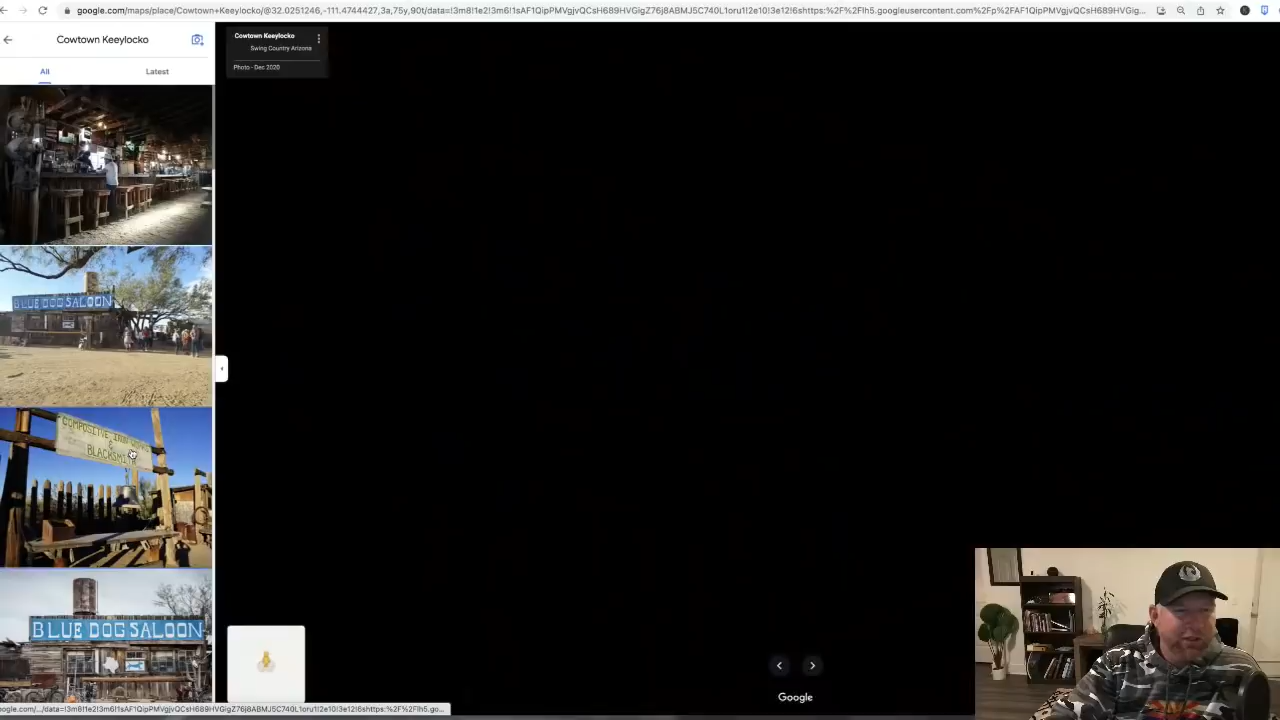 google.com/maps/place/Cowtown+Keeylocko/@32.0251246,-111.4744427,3a,75y,90t/data=!3m8!1e2!3m6!1sAF1QipPMVgjvQCsH689HVGigZ76j8ABMJ5C740L1oru1!2e10!3e12!6shttps:%2F%2Flh5.googleusercontent.com%2Fp%2FAF1QipPMVgjvQCsH689HVGig...
Cowtown Keeylocko
All
Latest
Cowtown Keeylocko
Swing Country Arizona
Photo - Dec 2020
BLUE DOG SALOON
&
BLACKSMITH
BLUE DOG SALOON
Google